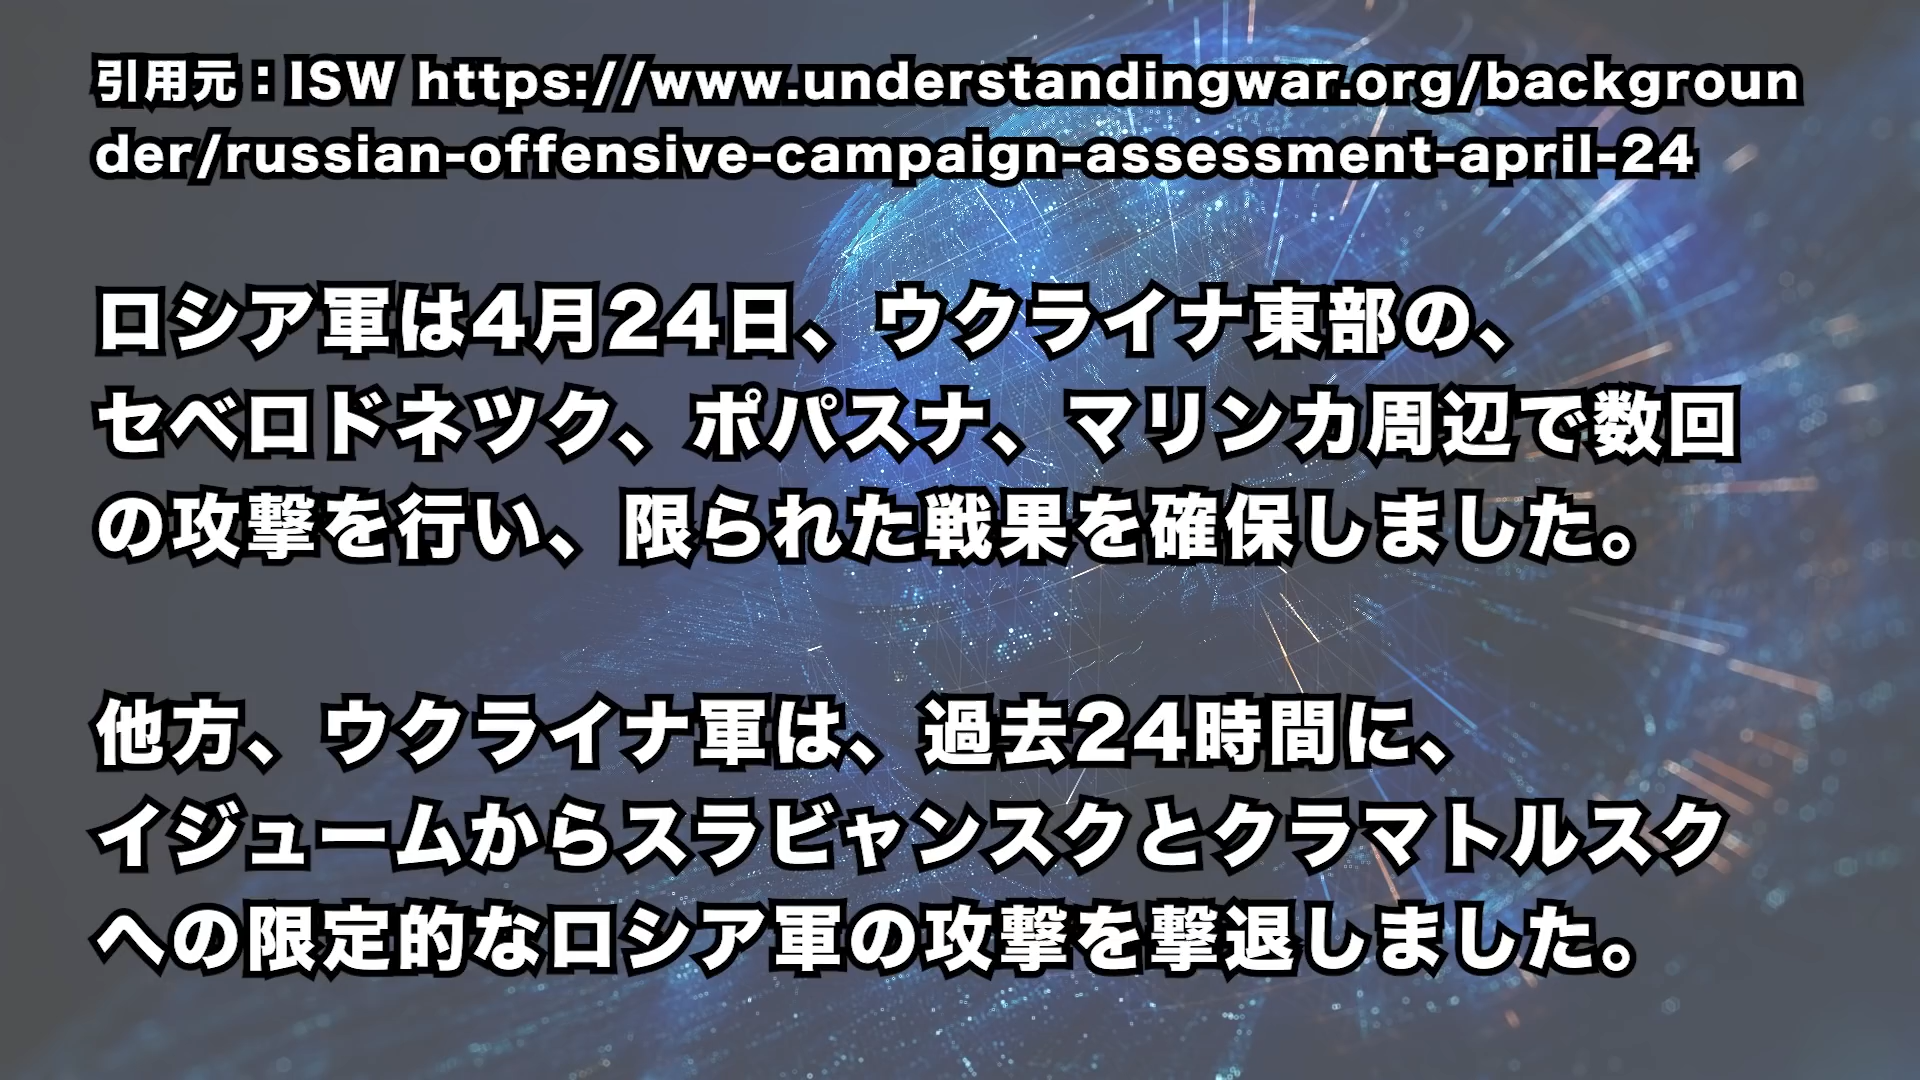 引用元：ISW https://www.understandingwar.org/backgroun
der/russian-offensive-campaign-assessment-april-24
ロシア軍は4月24日、ウクライナ東部の、
セベロドネツク、ポパスナ、マリンカ周辺で数回
の攻撃を行い、限られた戦果を確保しました。
他方、ウクライナ軍は、過去24時間に、
イジュームからスラビャンスクとクラマトルスク
への限定的なロシア軍の攻撃を撃退しました。